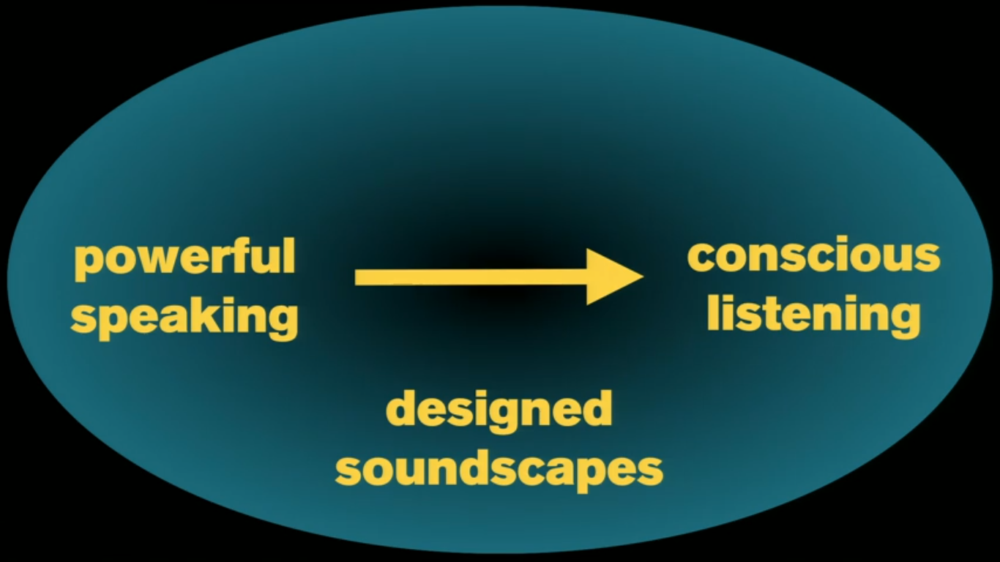 powerful
speaking
conscious
listening
designed
soundscapes